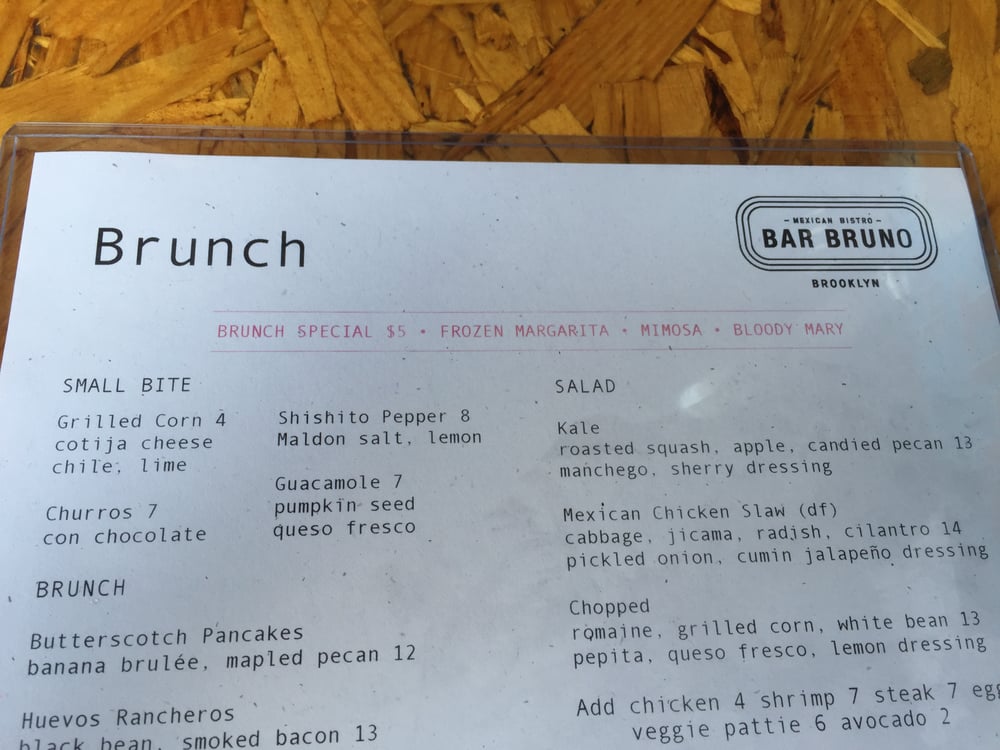 Brunch
- MEXICAN BISTRO -
BAR BRUNO
BROOKLYN
BRUNCH SPECIAL $5 • FROZEN MARGARITA • MIMOSA • BLOODY MARY
SMALL BITE
Grilled Corn 4
cotija cheese
chile, lime
Churros 7
con chocolate
Shishito Pepper 8
Maldon salt, lemon
Guacamole 7
pumpkin seed
queso fresco
BRUNCH
Butterscotch Pancakes
banana brulée, mapled pecan 12
Huevos Rancheros
black bean, smoked bacon 13
SALAD
Kale
roasted squash, apple, candied pecan 13
manchego, sherry dressing
Mexican Chicken Slaw (df)
cabbage, jicama, radish, cilantro 14
pickled onion, cumin jalapeño dressing
Chopped
romaine, grilled corn, white bean 13
pepita, queso fresco, lemon dressing
Add chicken 4 shrimp 7 steak 7 egg
veggie pattie 6 avocado 2